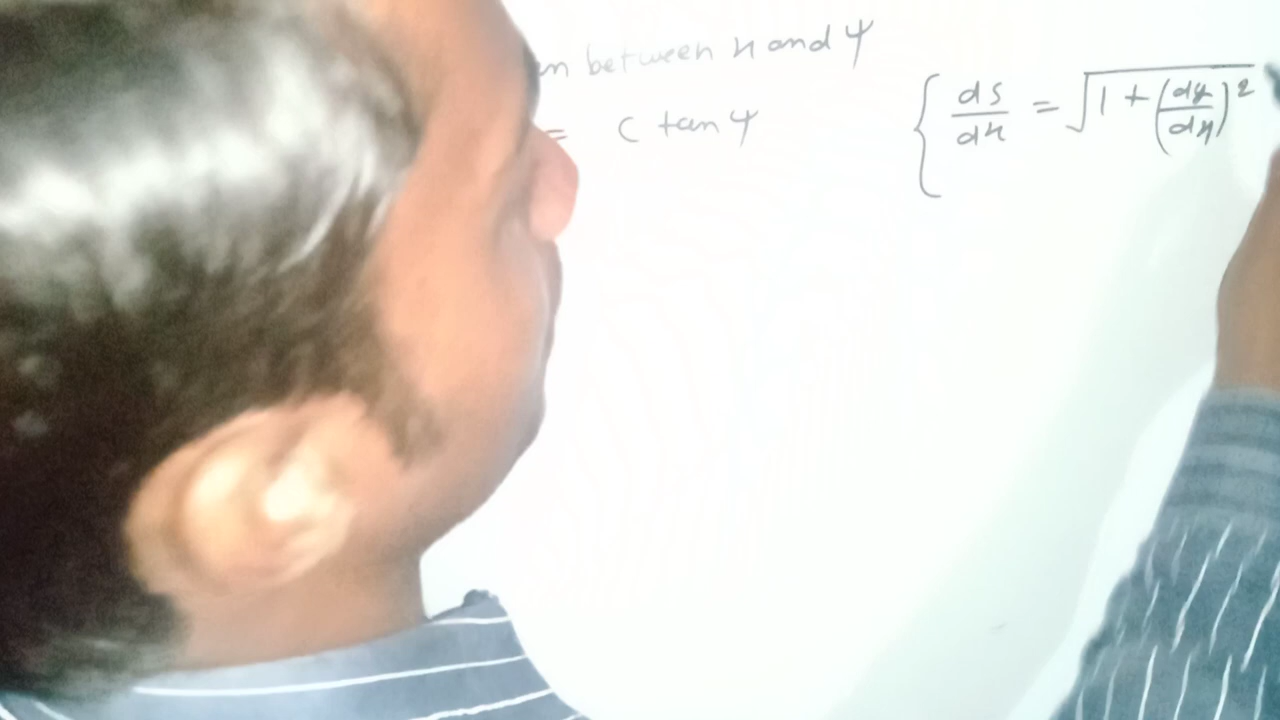 between x and ψ
= c tan ψ
{ ds/dx = √(1 + (dy/dx)²)